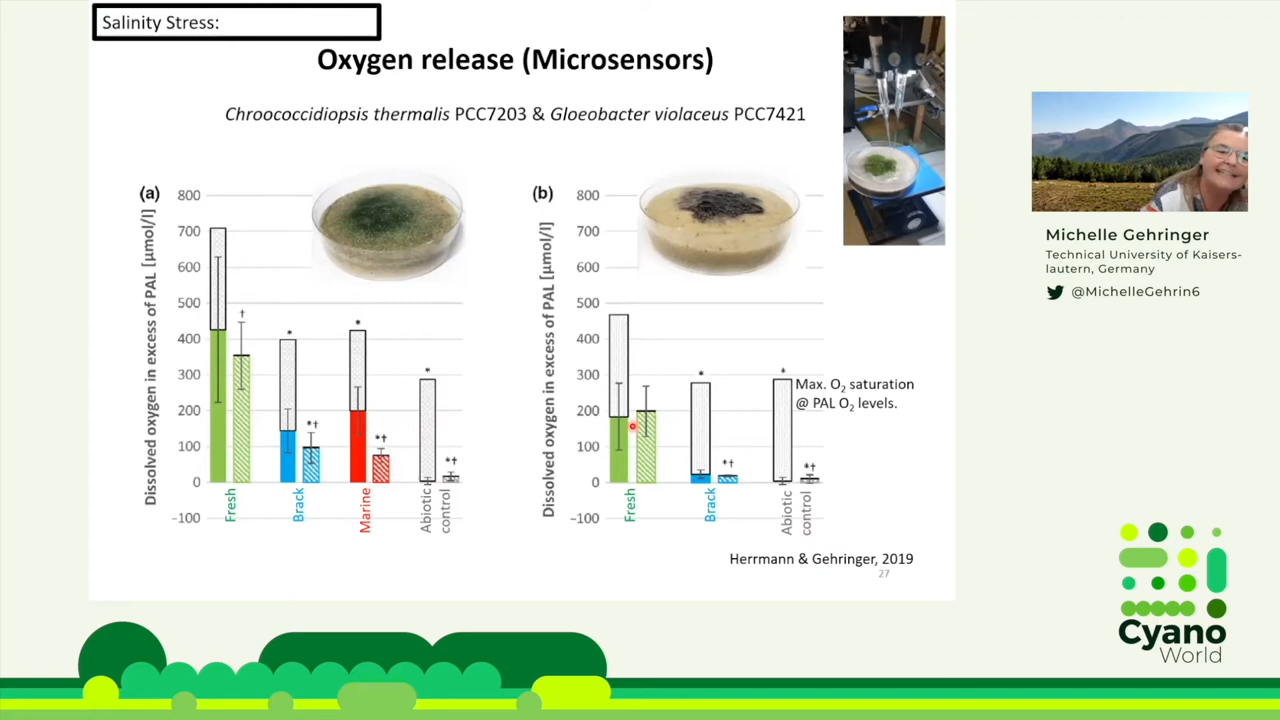 Salinity Stress:
Oxygen release (Microsensors)
Chroococcidiopsis thermalis PCC7203 & Gloeobacter violaceus PCC7421
(a)
Dissolved oxygen in excess of PAL [µmol/l]
800
700
600
500
400
300
200
100
0
−100
†
*
*†
*
*†
*
*†
Fresh
Brack
Marine
Abiotic
control
(b)
Dissolved oxygen in excess of PAL [µmol/l]
800
700
600
500
400
300
200
100
0
−100
*
*†
*
*†
Max. O₂ saturation
@ PAL O₂ levels.
Fresh
Brack
Abiotic
control
Herrmann & Gehringer, 2019
27
Michelle Gehringer
Technical University of Kaisers-
lautern, Germany
@MichelleGehrin6
Cyano
World